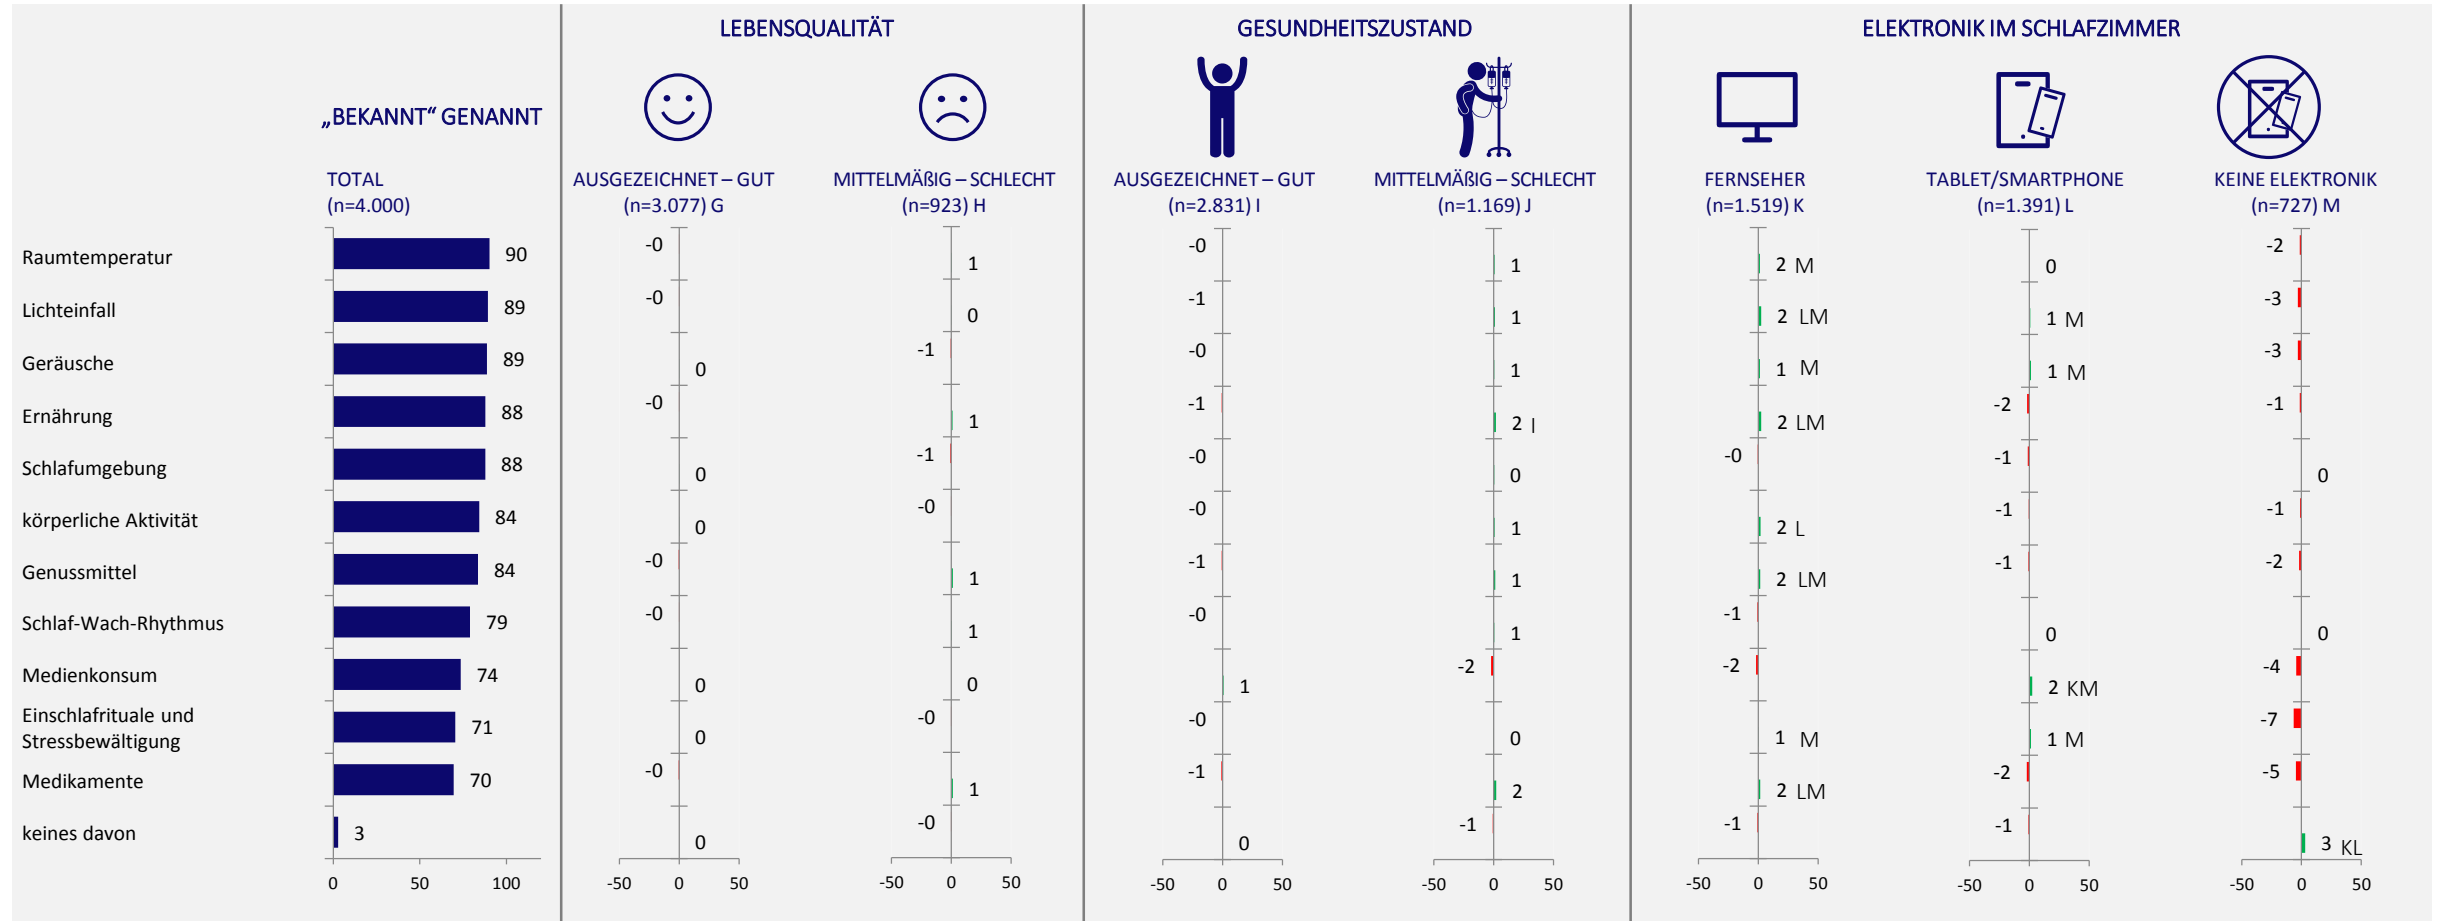 LEBENSQUALITÄT GESUNDHEITSZUSTAND ELEKTRONIK IM SCHLAFZIMMER
„BEKANNT“ GENANNT
TOTAL AUSGEZEICHNET – GUT MITTELMÄßIG – SCHLECHT AUSGEZEICHNET – GUT MITTELMÄßIG – SCHLECHT FERNSEHER TABLET/SMARTPHONE KEINE ELEKTRONIK
(n=4.000) (n=3.077) G (n=923) H (n=2.831) I (n=1.169) J (n=1.519) K (n=1.391) L (n=727) M
Raumtemperatur 90 -0 1 -0 1 2 M 0 -2
Lichteinfall 89 -0 0 -1 1 2 LM 1 M -3
Geräusche 89 0 -1 -0 1 1 M 1 M -3
Ernährung 88 -0 1 -1 2 I 2 LM -2 -1
Schlafumgebung 88 0 -1 -0 0 -0 -1 0
körperliche Aktivität 84 0 -0 -0 1 2 L -1 -1
Genussmittel 84 -0 1 -1 1 2 LM -1 -2
Schlaf-Wach-Rhythmus 79 -0 1 -0 1 -1 0 0
Medienkonsum 74 0 0 1 -2 -2 2 KM -4
Einschlafrituale und
Stressbewältigung 71 0 -0 -0 0 1 M 1 M -7
Medikamente 70 -0 1 -1 2 2 LM -2 -5
keines davon 3 0 -0 0 -1 -1 -1 3 KL
0 50 100 -50 0 50 -50 0 50 -50 0 50 -50 0 50 -50 0 50 -50 0 50 -50 0 50